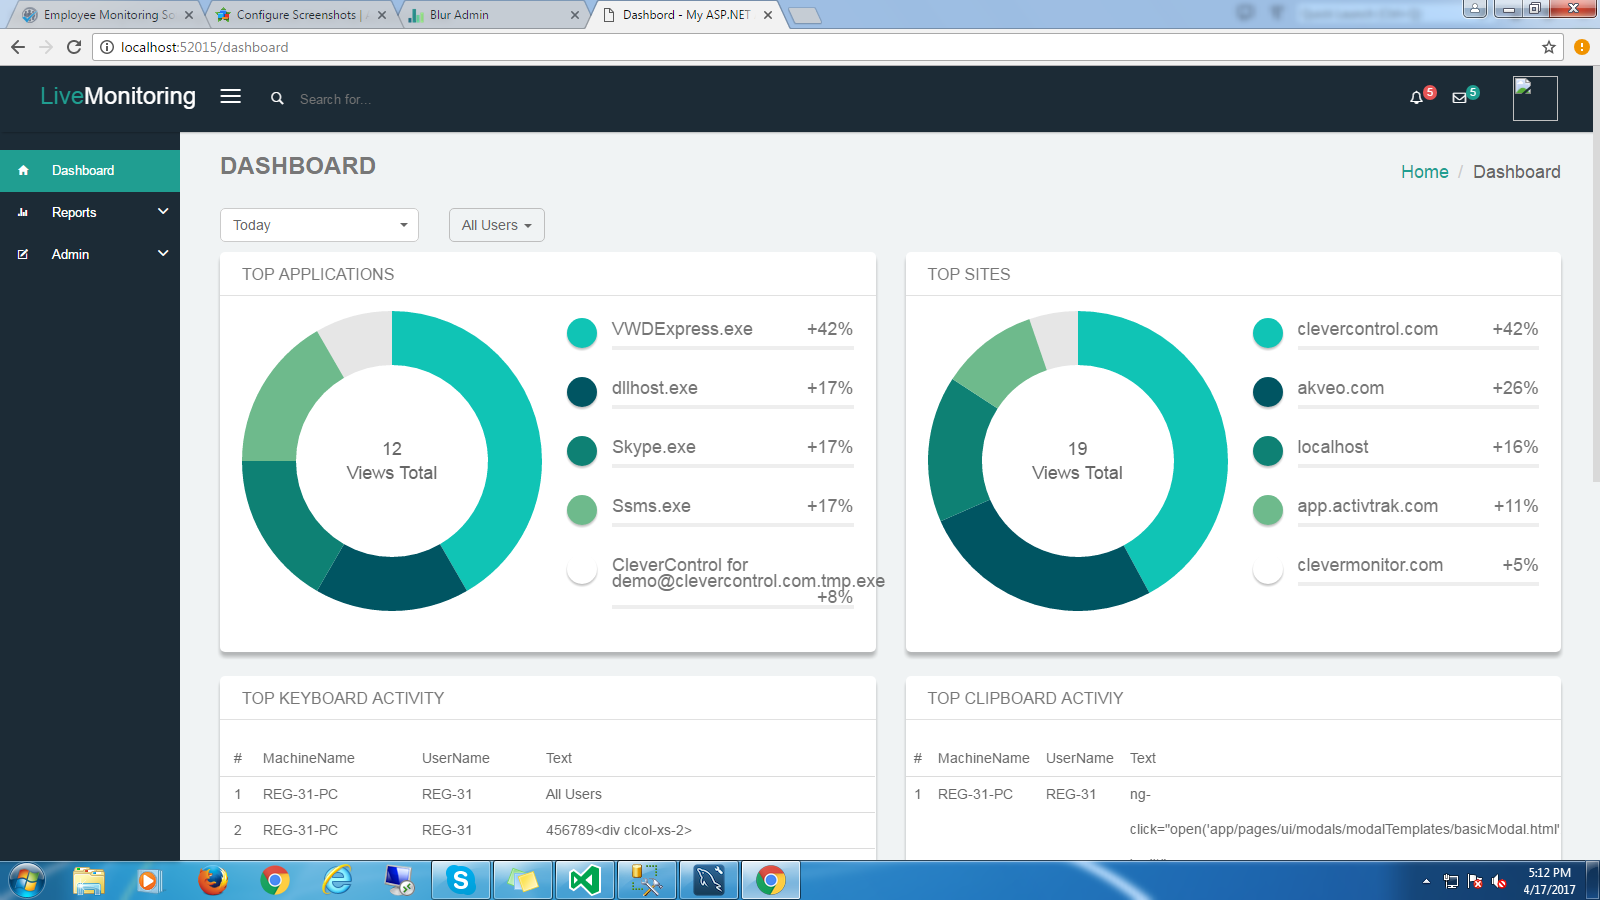 Employee Monitoring So
Configure Screenshots |
Blur Admin
Dashbord - My ASP.NET
localhost:52015/dashboard
LiveMonitoring
Search for...
5
5
Dashboard
Reports
Admin
DASHBOARD
Home / Dashboard
Today
All Users
TOP APPLICATIONS
12
Views Total
VWDExpress.exe +42%
dllhost.exe +17%
Skype.exe +17%
Ssms.exe +17%
CleverControl for
demo@clevercontrol.com.tmp.exe
+8%
TOP SITES
19
Views Total
clevercontrol.com +42%
akveo.com +26%
localhost +16%
app.activtrak.com +11%
clevermonitor.com +5%
TOP KEYBOARD ACTIVITY
# MachineName UserName Text
1 REG-31-PC REG-31 All Users
2 REG-31-PC REG-31 456789<div clcol-xs-2>
TOP CLIPBOARD ACTIVIY
# MachineName UserName Text
1 REG-31-PC REG-31 ng-
click="open('app/pages/ui/modals/modalTemplates/basicModal.html'
5:12 PM
4/17/2017